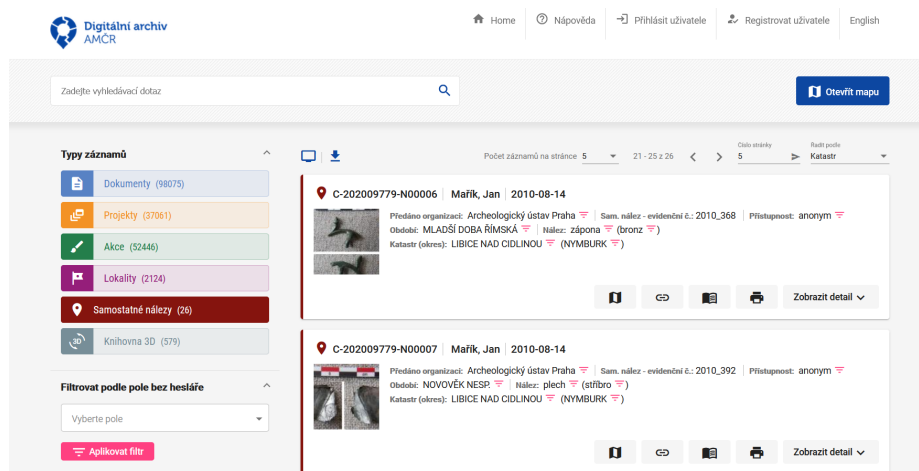 Digitální archiv
AMČR
Home
Nápověda
Přihlásit uživatele
Registrovat uživatele
English
Zadejte vyhledávací dotaz
Otevřít mapu
Typy záznamů
Dokumenty (98075)
Projekty (37061)
Akce (52446)
Lokality (2124)
Samostatné nálezy (26)
3D Knihovna 3D (579)
Filtrovat podle pole bez hesláře
Vyberte pole
Aplikovat filtr
Počet záznamů na stránce 5
21 - 25 z 26
Číslo stránky
5
Radit podle
Katastr
C-202009779-N00006 Mařík, Jan 2010-08-14
Předáno organizaci: Archeologický ústav Praha Sam. nález - evidenční č.: 2010_368 Přístupnost: anonym
Období: MLADŠÍ DOBA ŘÍMSKÁ Nález: zápona (bronz )
Katastr (okres): LIBICE NAD CIDLINOU (NYMBURK )
Zobrazit detail
C-202009779-N00007 Mařík, Jan 2010-08-14
Předáno organizaci: Archeologický ústav Praha Sam. nález - evidenční č.: 2010_392 Přístupnost: anonym
Období: NOVOVĚK NESP. Nález: plech (stříbro )
Katastr (okres): LIBICE NAD CIDLINOU (NYMBURK )
Zobrazit detail